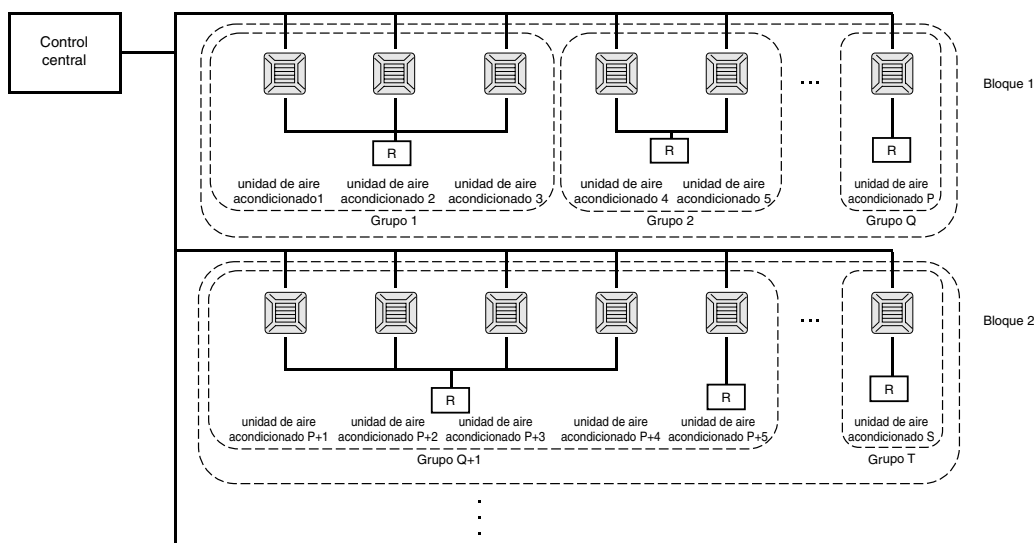 Control
central
Bloque 1
R
R
R
unidad de aire
acondicionado1
unidad de aire
acondicionado 2
unidad de aire
acondicionado 3
unidad de aire
acondicionado 4
unidad de aire
acondicionado 5
...
unidad de aire
acondicionado P
Grupo 1
Grupo 2
Grupo Q
Bloque 2
...
R
R
R
unidad de aire
acondicionado P+1
unidad de aire
acondicionado P+2
unidad de aire
acondicionado P+3
unidad de aire
acondicionado P+4
unidad de aire
acondicionado P+5
unidad de aire
acondicionado S
Grupo Q+1
Grupo T